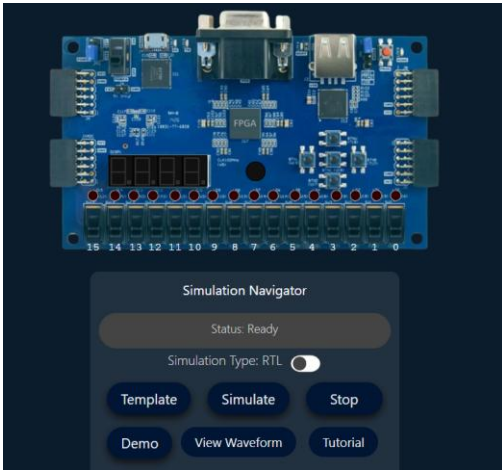 FPGA
15 14 13 12 11 10 9 8 7 6 5 4 3 2 1 0
Simulation Navigator
Status: Ready
Simulation Type: RTL
Template Simulate Stop
Demo View Waveform Tutorial